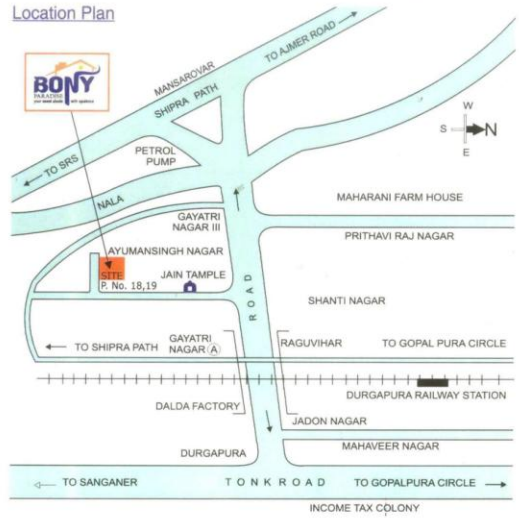 Location Plan
BONY
PARADISE
TO AJMER ROAD
MANSAROVAR
SHIPRA PATH
W
S
N
E
PETROL
PUMP
TO SRS
NALA
MAHARANI FARM HOUSE
GAYATRI
NAGAR III
PRITHAVI RAJ NAGAR
AYUMANSINGH NAGAR
SITE
JAIN TAMPLE
P. No. 18,19
ROAD
SHANTI NAGAR
TO SHIPRA PATH
GAYATRI
NAGAR A
RAGUVIHAR
TO GOPAL PURA CIRCLE
DURGAPURA RAILWAY STATION
DALDA FACTORY
JADON NAGAR
MAHAVEER NAGAR
DURGAPURA
TO SANGANER
TONKROAD
TO GOPALPURA CIRCLE
INCOME TAX COLONY